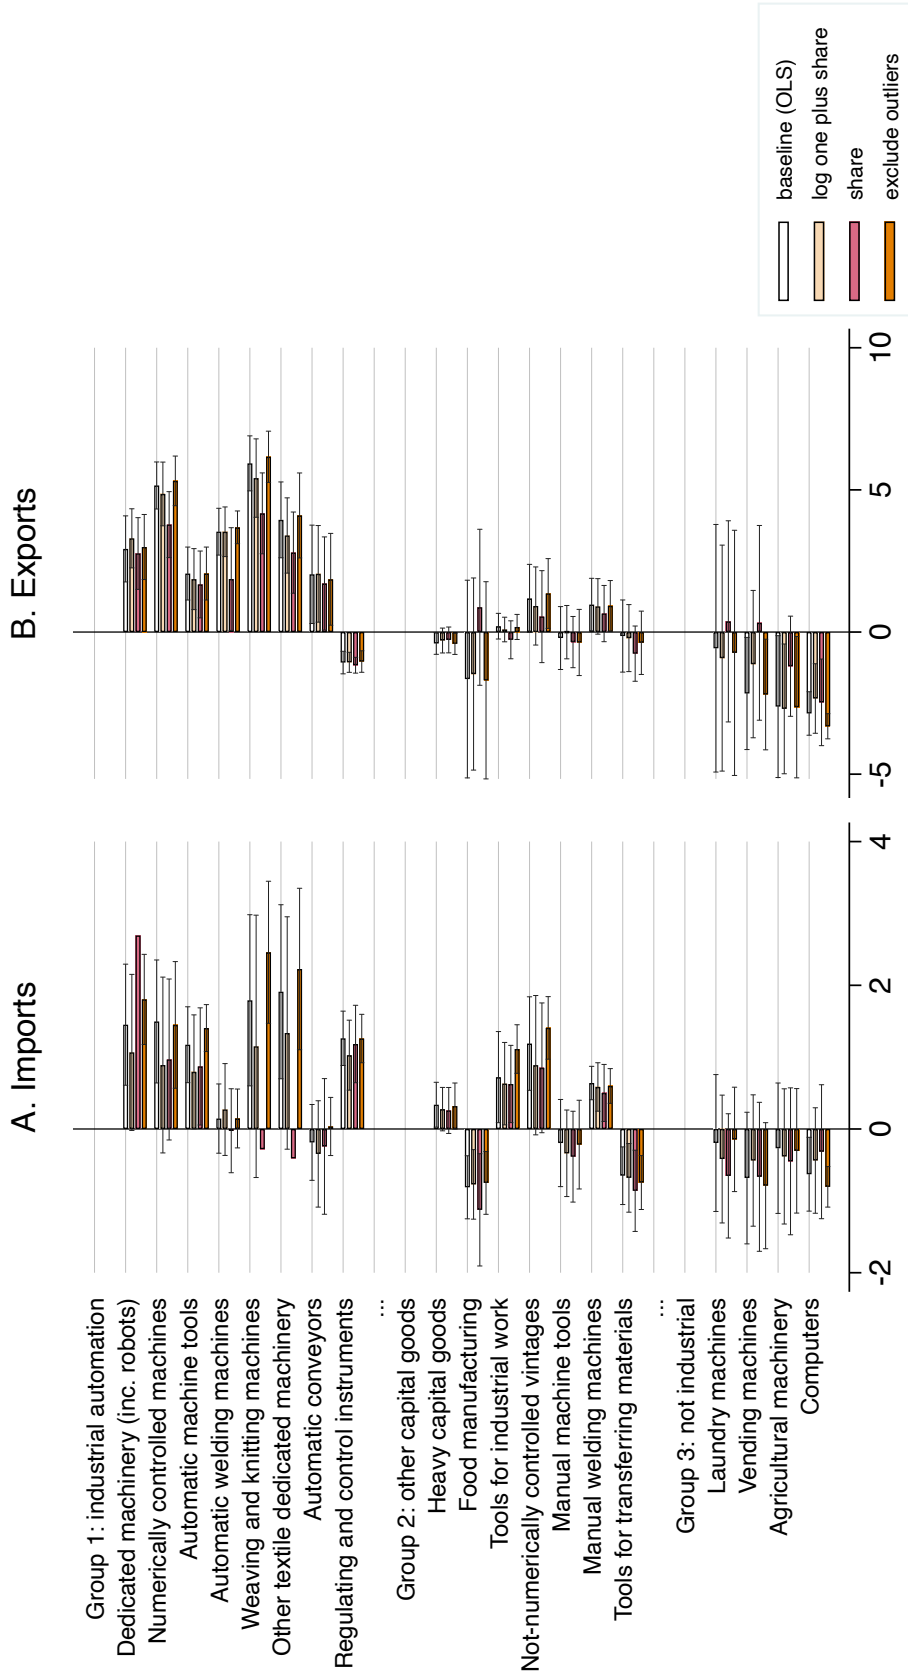 A. Imports
B. Exports
Group 1: industrial automation
Dedicated machinery (inc. robots)
Numerically controlled machines
Automatic machine tools
Automatic welding machines
Weaving and knitting machines
Other textile dedicated machinery
Automatic conveyors
Regulating and control instruments
...
Group 2: other capital goods
Heavy capital goods
Food manufacturing
Tools for industrial work
Not-numerically controlled vintages
Manual machine tools
Manual welding machines
Tools for transferring materials
...
Group 3: not industrial
Laundry machines
Vending machines
Agricultural machinery
Computers
-2 0 2 4
-5 0 5 10
baseline (OLS)
log one plus share
share
exclude outliers